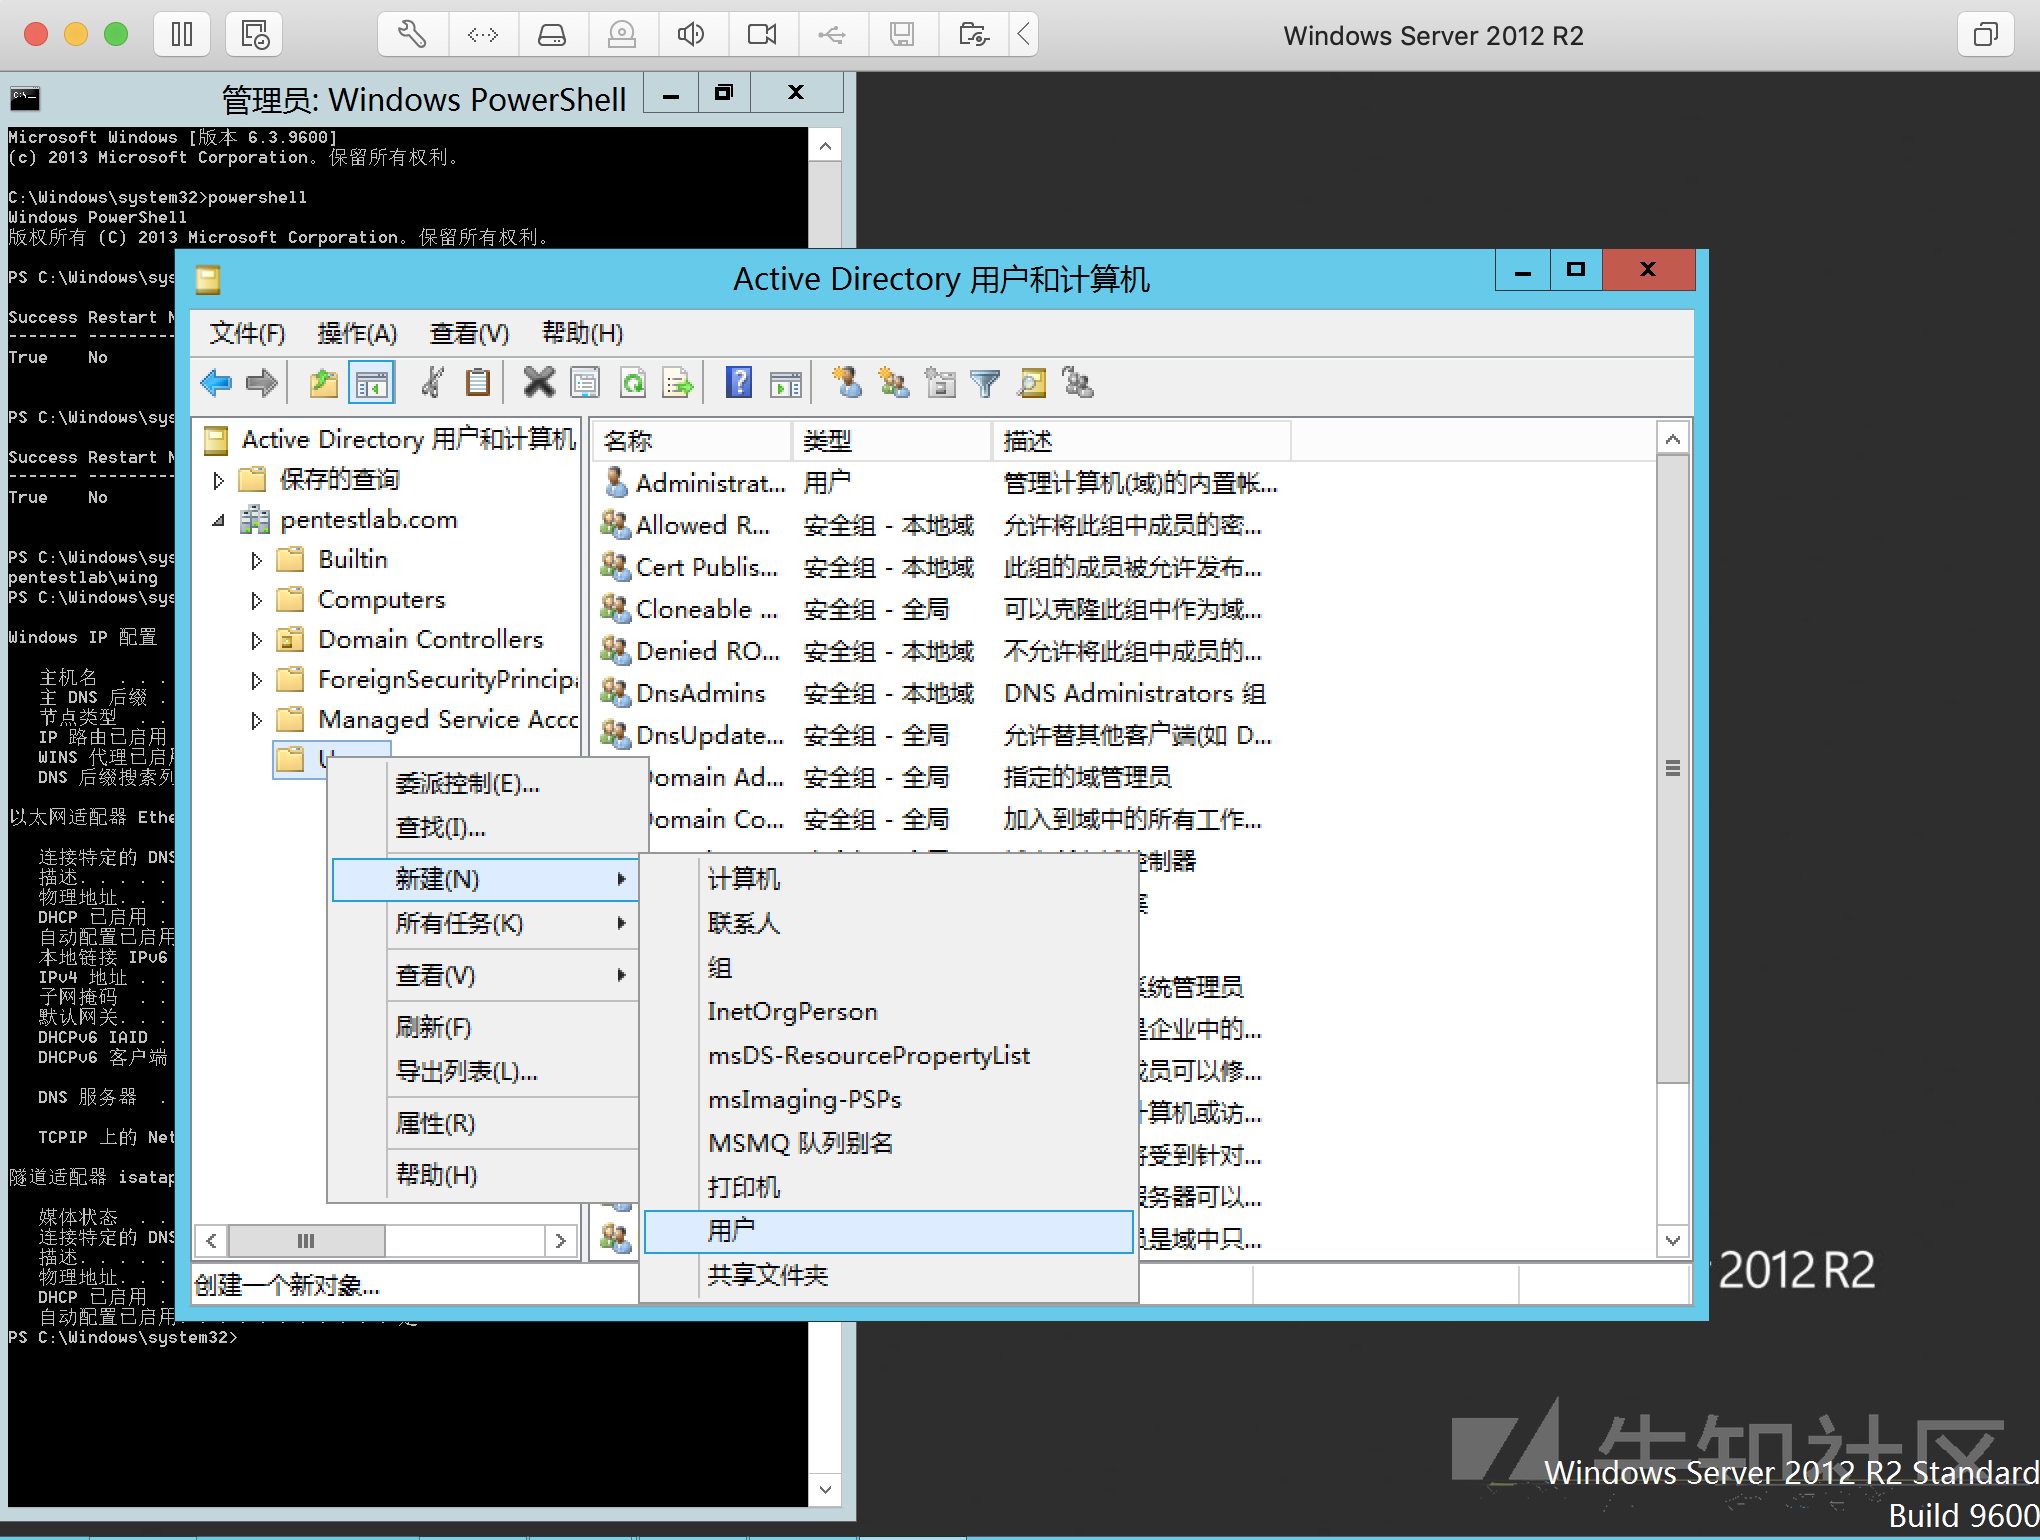 Windows Server 2012 R2
管理员: Windows PowerShell
Microsoft Windows [版本 6.3.9600]
(c) 2013 Microsoft Corporation。保留所有权利。
C:\Windows\system32>powershell
Windows PowerShell
版权所有 (C) 2013 Microsoft Corporation。保留所有权利。
PS C:\Windows\sys
Success Restart N
------- ---------
True No
PS C:\Windows\sys
Success Restart N
------- ---------
True No
PS C:\Windows\sys
pentestlab\wing
PS C:\Windows\sys
Windows IP 配置
主机名 . . .
主 DNS 后缀 .
节点类型 . .
IP 路由已启用
WINS 代理已启用
DNS 后缀搜索列
以太网适配器 Ethe
连接特定的 DNS
描述. . . . .
物理地址. . .
DHCP 已启用 .
自动配置已启用
本地链接 IPv6
IPv4 地址 . .
子网掩码 . .
默认网关. . .
DHCPv6 IAID .
DHCPv6 客户端
DNS 服务器 .
TCPIP 上的 Net
隧道适配器 isatap
媒体状态 . .
连接特定的 DNS
描述. . . . .
物理地址. . .
DHCP 已启用 .
自动配置已启用. . . . . . . . . . . . 是
PS C:\Windows\system32>
Active Directory 用户和计算机
文件(F) 操作(A) 查看(V) 帮助(H)
Active Directory 用户和计算机
保存的查询
pentestlab.com
Builtin
Computers
Domain Controllers
ForeignSecurityPrincipa
Managed Service Acco
名称 类型 描述
Administrat... 用户 管理计算机(域)的内置帐...
Allowed R... 安全组 - 本地域 允许将此组中成员的密...
Cert Publis... 安全组 - 本地域 此组的成员被允许发布...
Cloneable ... 安全组 - 全局 可以克隆此组中作为域...
Denied RO... 安全组 - 本地域 不允许将此组中成员的...
DnsAdmins 安全组 - 本地域 DNS Administrators 组
DnsUpdate... 安全组 - 全局 允许替其他客户端(如 D...
Domain Ad... 安全组 - 全局 指定的域管理员
Domain Co... 安全组 - 全局 加入到域中的所有工作...
控制器
系统管理员
是企业中的...
成员可以修...
计算机或访...
将受到针对...
服务器可以...
员是域中只...
委派控制(E)...
查找(I)...
新建(N)
所有任务(K)
查看(V)
刷新(F)
导出列表(L)...
属性(R)
帮助(H)
计算机
联系人
组
InetOrgPerson
msDS-ResourcePropertyList
msImaging-PSPs
MSMQ 队列别名
打印机
用户
共享文件夹
创建一个新对象...
2012 R2
先知社区
Windows Server 2012 R2 Standard
Build 9600